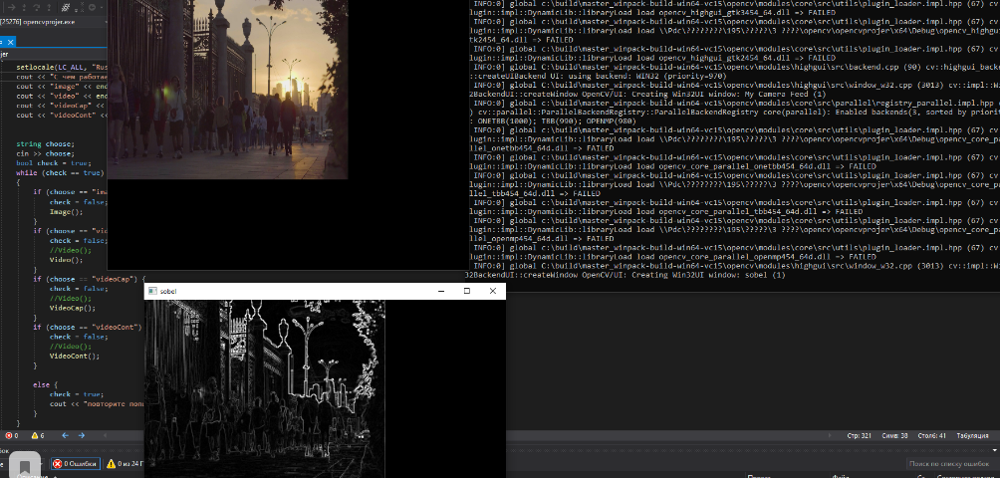 [25276] opencvprojer.exe
setlocale(LC_ALL, "Rus
cout << "С чем работае
cout << "image" << end
cout << "video" << end
cout << "videoCap" <<
cout << "videoCont" <<
string choose;
cin >> choose;
bool check = true;
while (check == true)
{
if (choose == "ima
check = false;
Image();
}
if (choose == "vid
check = false;
//Video();
Video();
}
if (choose == "videoCap") {
check = false;
//Video();
VideoCap();
}
if (choose == "videoCont")
check = false;
//Video();
VideoCont();
}
else {
check = true;
cout << "повторате попы
}
}
INFO:0] global c:\build\master_winpack-build-win64-vc15\opencv\modules\core\src\utils\plugin_loader.impl.hpp (67) c
lugin::impl::DynamicLib::libraryLoad load opencv_highgui_gtk3454_64.dll => FAILED
INFO:0] global c:\build\master_winpack-build-win64-vc15\opencv\modules\core\src\utils\plugin_loader.impl.hpp (67) cv
lugin::impl::DynamicLib::libraryLoad load \\Pdc\????????\195\?????\3 ????\opencv\opencvprojer\x64\Debug\opencv_highgu
tk2454_64.dll => FAILED
INFO:0] global c:\build\master_winpack-build-win64-vc15\opencv\modules\core\src\utils\plugin_loader.impl.hpp (67) cv
lugin::impl::DynamicLib::libraryLoad load opencv_highgui_gtk2454_64.dll => FAILED
INFO:0] global c:\build\master_winpack-build-win64-vc15\opencv\modules\highgui\src\backend.cpp (90) cv::highgui_back
::createUIBackend UI: using backend: WIN32 (priority=970)
INFO:0] global c:\build\master_winpack-build-win64-vc15\opencv\modules\highgui\src\window_w32.cpp (3013) cv::impl::W
2BackendUI::createWindow OpenCV/UI: Creating Win32UI window: My Camera Feed (1)
INFO:0] global c:\build\master_winpack-build-win64-vc15\opencv\modules\core\src\parallel\registry_parallel.impl.hpp
) cv::parallel::ParallelBackendRegistry::ParallelBackendRegistry core(parallel): Enabled backends(3, sorted by priori
: ONETBB(1000); TBB(990); OPENMP(980)
INFO:0] global c:\build\master_winpack-build-win64-vc15\opencv\modules\core\src\utils\plugin_loader.impl.hpp (67) cv
lugin::impl::DynamicLib::libraryLoad load \\Pdc\????????\195\?????\3 ????\opencv\opencvprojer\x64\Debug\opencv_core_p
llel_onetbb454_64d.dll => FAILED
INFO:0] global c:\build\master_winpack-build-win64-vc15\opencv\modules\core\src\utils\plugin_loader.impl.hpp (67) cv
lugin::impl::DynamicLib::libraryLoad load opencv_core_parallel_onetbb454_64d.dll => FAILED
INFO:0] global c:\build\master_winpack-build-win64-vc15\opencv\modules\core\src\utils\plugin_loader.impl.hpp (67) cv
lugin::impl::DynamicLib::libraryLoad load \\Pdc\????????\195\?????\3 ????\opencv\opencvprojer\x64\Debug\opencv_core_p
llel_tbb454_64d.dll => FAILED
INFO:0] global c:\build\master_winpack-build-win64-vc15\opencv\modules\core\src\utils\plugin_loader.impl.hpp (67) cv
lugin::impl::DynamicLib::libraryLoad load opencv_core_parallel_tbb454_64d.dll => FAILED
INFO:0] global c:\build\master_winpack-build-win64-vc15\opencv\modules\core\src\utils\plugin_loader.impl.hpp (67) cv
lugin::impl::DynamicLib::libraryLoad load \\Pdc\????????\195\?????\3 ????\opencv\opencvprojer\x64\Debug\opencv_core_p
llel_openmp454_64d.dll => FAILED
INFO:0] global c:\build\master_winpack-build-win64-vc15\opencv\modules\core\src\utils\plugin_loader.impl.hpp (67) cv
lugin::impl::DynamicLib::libraryLoad load opencv_core_parallel_openmp454_64d.dll => FAILED
INFO:0] global c:\build\master_winpack-build-win64-vc15\opencv\modules\highgui\src\window_w32.cpp (3013) cv::impl::W
32BackendUI::createWindow OpenCV/UI: Creating Win32UI window: sobel (1)
sobel
0 6
Стр: 321 Симв: 38 Столб: 41 Табуляция
0 Ошибки 0 из 24 П
Поиск по списку ошибок